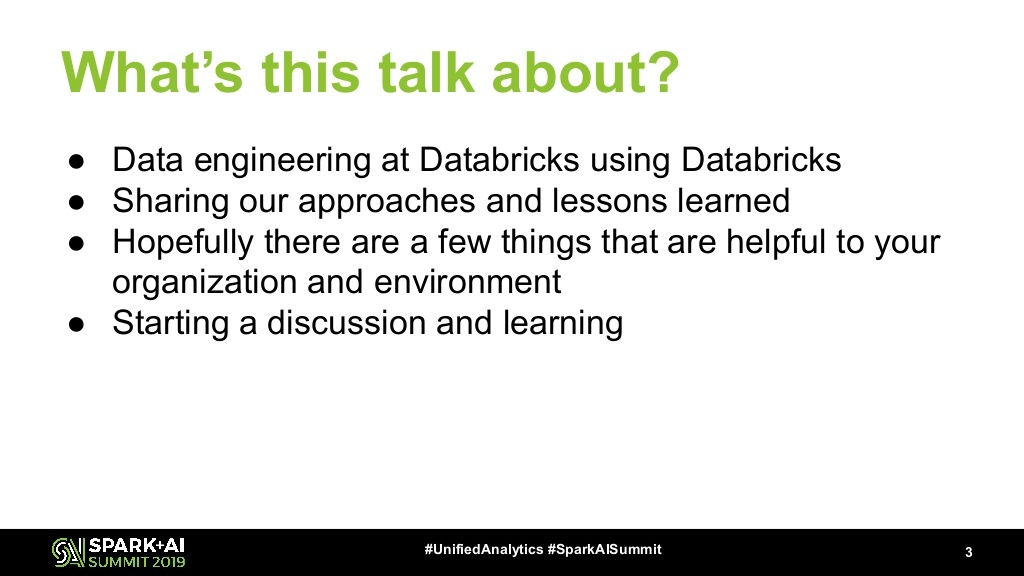 What’s this talk about?
● Data engineering at Databricks using Databricks
● Sharing our approaches and lessons learned
● Hopefully there are a few things that are helpful to your
organization and environment
● Starting a discussion and learning
SPARK+AI
SUMMIT 2019
#UnifiedAnalytics #SparkAISummit
3